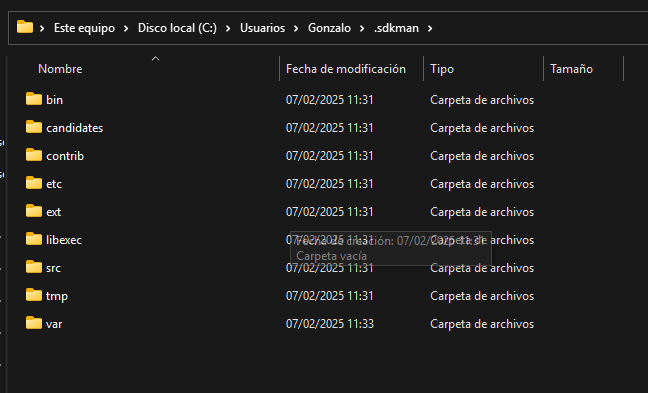 Este equipo > Disco local (C:) > Usuarios > Gonzalo > .sdkman >
Nombre Fecha de modificación Tipo Tamaño
bin 07/02/2025 11:31 Carpeta de archivos
candidates 07/02/2025 11:31 Carpeta de archivos
contrib 07/02/2025 11:31 Carpeta de archivos
etc 07/02/2025 11:31 Carpeta de archivos
ext 07/02/2025 11:31 Carpeta de archivos
libexec 07/02/2025 11:31 Carpeta de
Fecha de creación: 07/02/2025 11:31
Carpeta vacía
src 07/02/2025 11:31 Carpeta de archivos
tmp 07/02/2025 11:31 Carpeta de archivos
var 07/02/2025 11:33 Carpeta de archivos